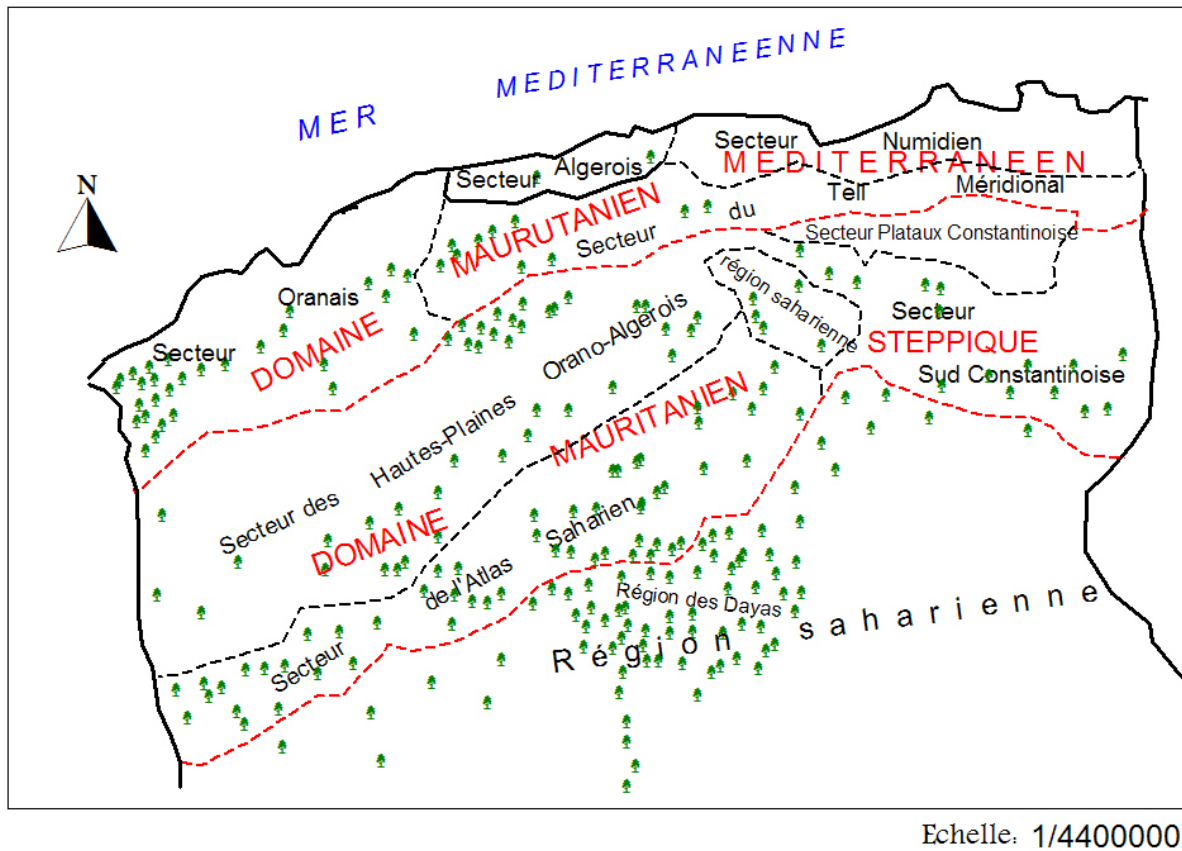 MER MEDITERRANEENNE
N
Secteur Numidien
Secteur Algerois
MEDITERRANEEN
Secteur du Tell Méridional
MAURUTANIEN
Secteur Plataux Constantinoise
région saharienne
Secteur Oranais
DOMAINE
Secteur
STEPPIQUE
Sud Constantinoise
Secteur des Hautes-Plaines Orano-Algerois
MAURITANIEN
DOMAINE
Secteur de l'Atlas Saharien
Région des Dayas
Région saharienne
Echelle: 1/4400000